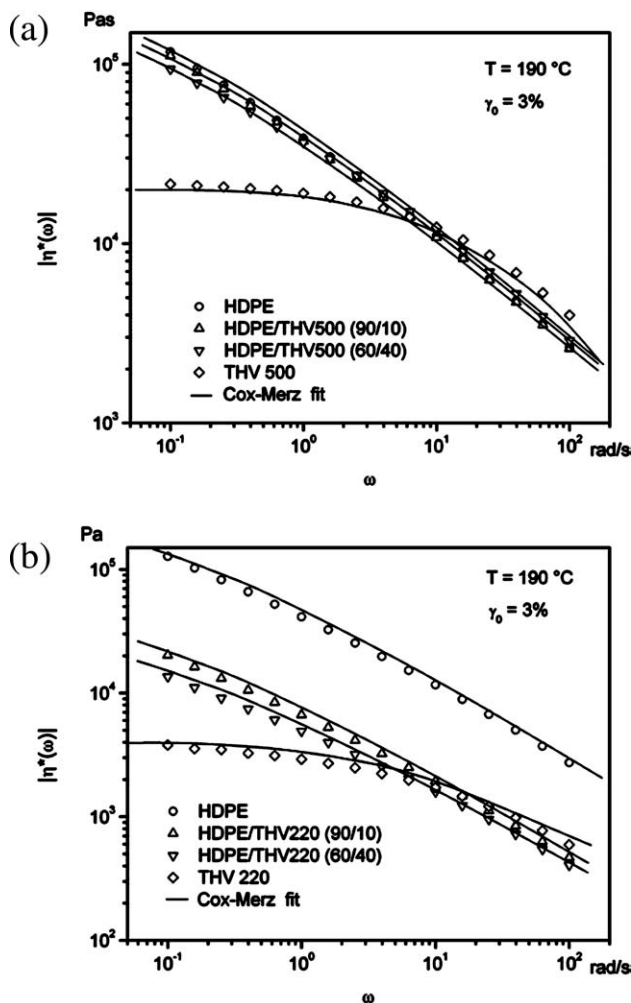 (a)
Pas
10⁵
10⁴
10³
|η*(ω)|
T = 190 °C
γ₀ = 3%
HDPE
HDPE/THV500 (90/10)
HDPE/THV500 (60/40)
THV 500
Cox-Merz fit
10⁻¹ 10⁰ 10¹ 10² rad/s
ω
(b)
Pa
10⁵
10⁴
10³
10²
|η*(ω)|
T = 190 °C
γ₀ = 3%
HDPE
HDPE/THV220 (90/10)
HDPE/THV220 (60/40)
THV 220
Cox-Merz fit
10⁻¹ 10⁰ 10¹ 10² rad/s
ω